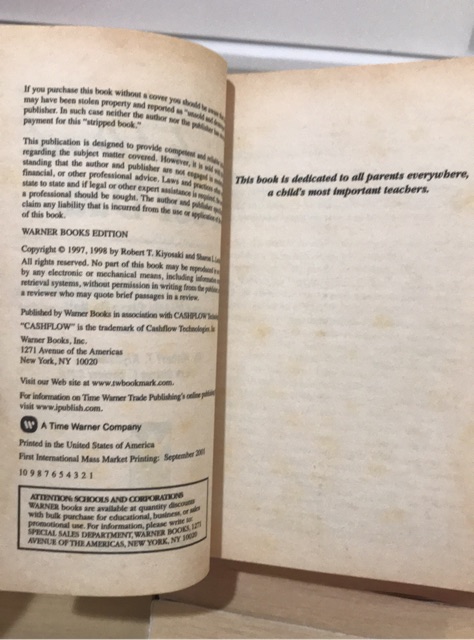 If you purchase this book without a cover you should be aware
may have been stolen property and reported as "unsold and
publisher. In such case neither the author nor the publisher has
payment for this "stripped book."
This publication is designed to provide competent and reliable
regarding the subject matter covered. However, it is sold
standing that the author and publisher are not engaged in
financial, or other professional advice. Laws and practices often
state to state and if legal or other expert assistance is required,
a professional should be sought. The author and publisher
claim any liability that is incurred from the use or application of
of this book.
WARNER BOOKS EDITION
Copyright © 1997, 1998 by Robert T. Kiyosaki and Sharon L.
All rights reserved. No part of this book may be reproduced
by any electronic or mechanical means, including information
retrieval systems, without permission in writing from the
a reviewer who may quote brief passages in a review.
Published by Warner Books in association with CASHFLOW
"CASHFLOW" is the trademark of Cashflow Technologies,
Warner Books, Inc.
1271 Avenue of the Americas
New York, NY 10020
Visit our Web site at www.twbookmark.com.
For information on Time Warner Trade Publishing's online
visit www.ipublish.com.
W A Time Warner Company
Printed in the United States of America
First International Mass Market Printing: September 2001
10 9 8 7 6 5 4 3 2 1
ATTENTION: SCHOOLS AND CORPORATIONS
WARNER books are available at quantity discounts
with bulk purchase for educational, business, or sales
promotional use. For information, please write to:
SPECIAL SALES DEPARTMENT, WARNER BOOKS, 1271
AVENUE OF THE AMERICAS, NEW YORK, NY 10020
This book is dedicated to all parents everywhere,
a child's most important teachers.